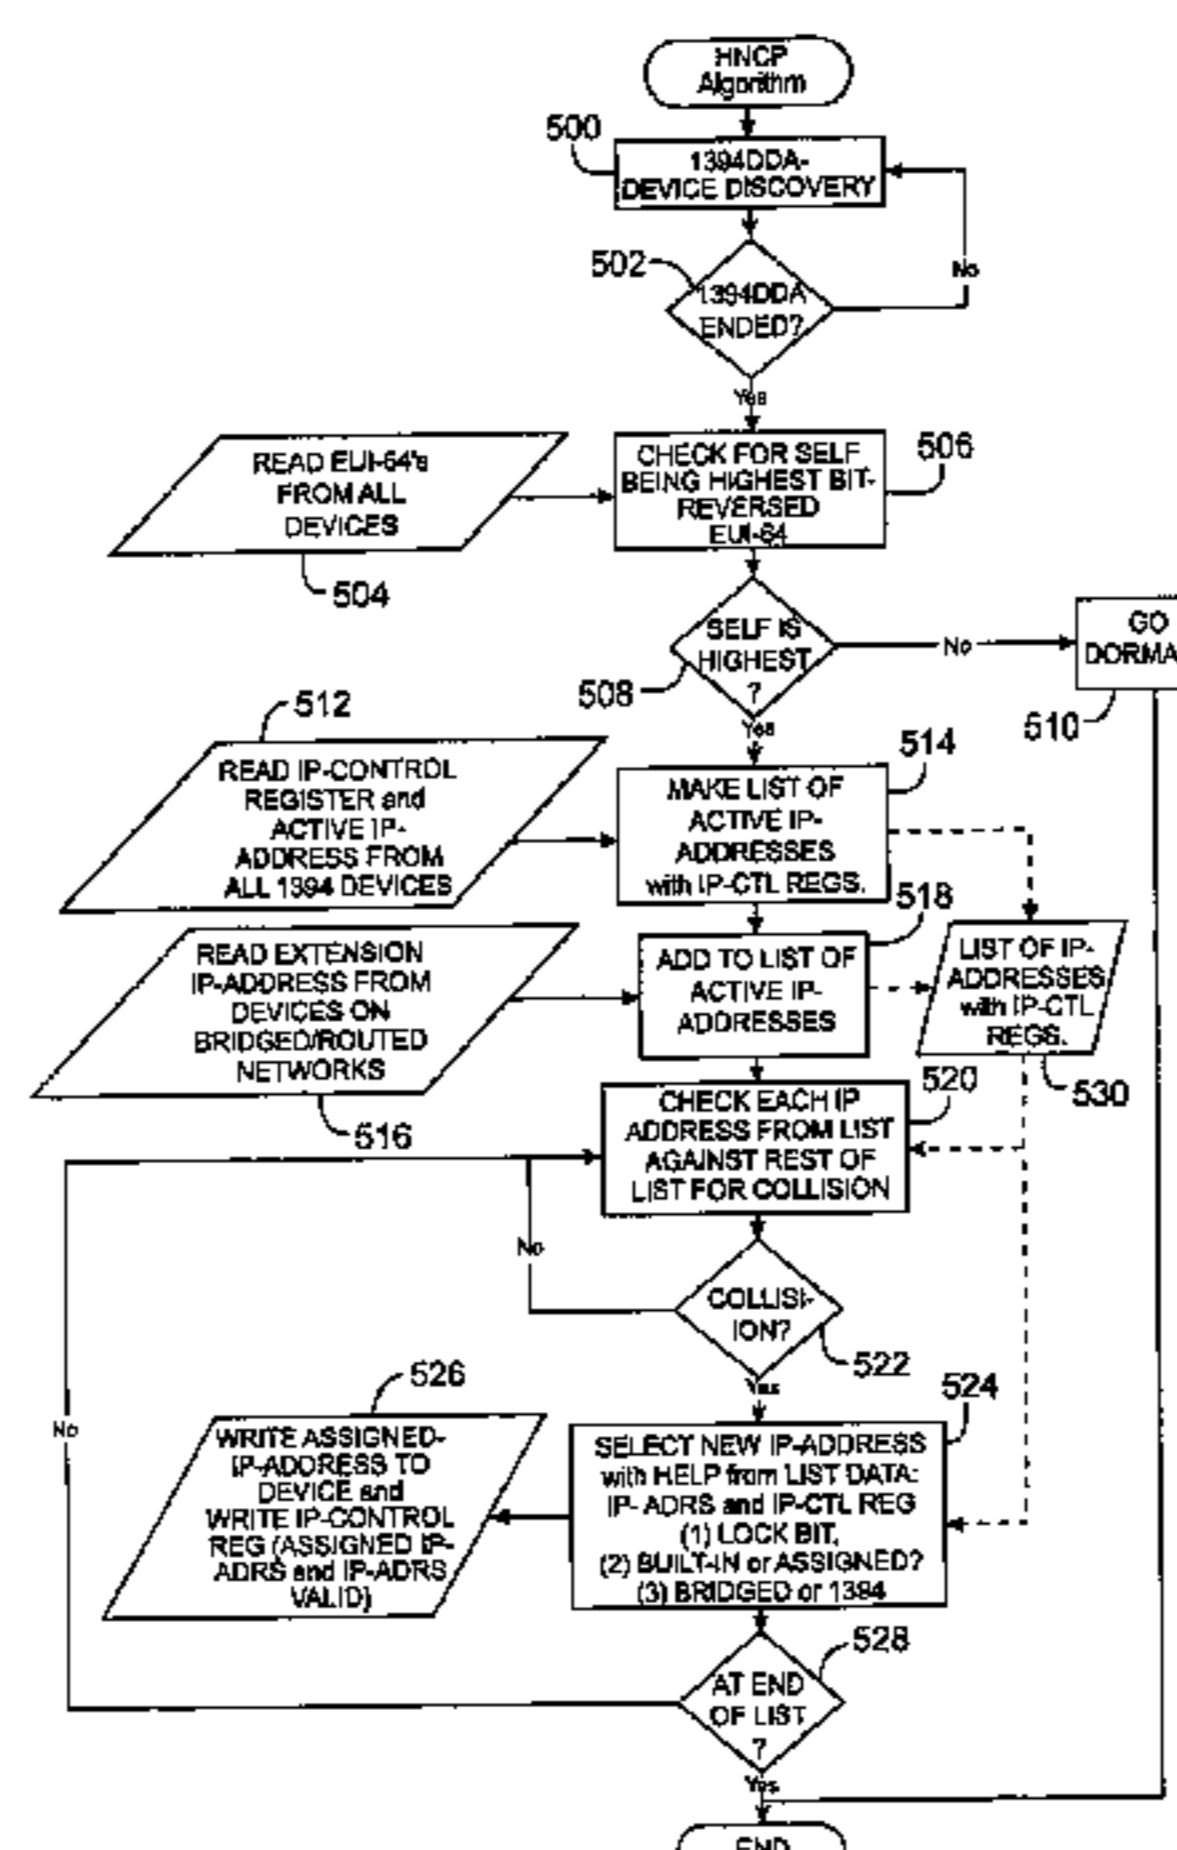 HNCP
Algorithm
500
1394DDA-
DEVICE DISCOVERY
502
1394DDA
ENDED?
No
Yes
READ EUI-64's
FROM ALL
DEVICES
504
CHECK FOR SELF
BEING HIGHEST BIT-
REVERSED
EUI-64
506
SELF IS
HIGHEST
?
508
No
GO
DORMA
510
Yes
512
READ IP-CONTROL
REGISTER and
ACTIVE IP-
ADDRESS FROM
ALL 1394 DEVICES
514
MAKE LIST OF
ACTIVE IP-
ADDRESSES
with IP-CTL REGS.
518
READ EXTENSION
IP-ADDRESS FROM
DEVICES ON
BRIDGED/ROUTED
NETWORKS
516
ADD TO LIST OF
ACTIVE IP-
ADDRESSES
LIST OF IP-
ADDRESSES
with IP-CTL
REGS.
530
520
CHECK EACH IP
ADDRESS FROM LIST
AGAINST REST OF
LIST FOR COLLISION
No
COLLISI-
ION?
522
Yes
526
WRITE ASSIGNED-
IP-ADDRESS TO
DEVICE and
WRITE IP-CONTROL
REG (ASSIGNED IP-
ADRS and IP-ADRS
VALID)
524
SELECT NEW IP-ADDRESS
with HELP from LIST DATA:
IP- ADRS and IP-CTL REG
(1) LOCK BIT,
(2) BUILT-IN or ASSIGNED?
(3) BRIDGED or 1394
No
528
AT END
OF LIST
?
Yes
END